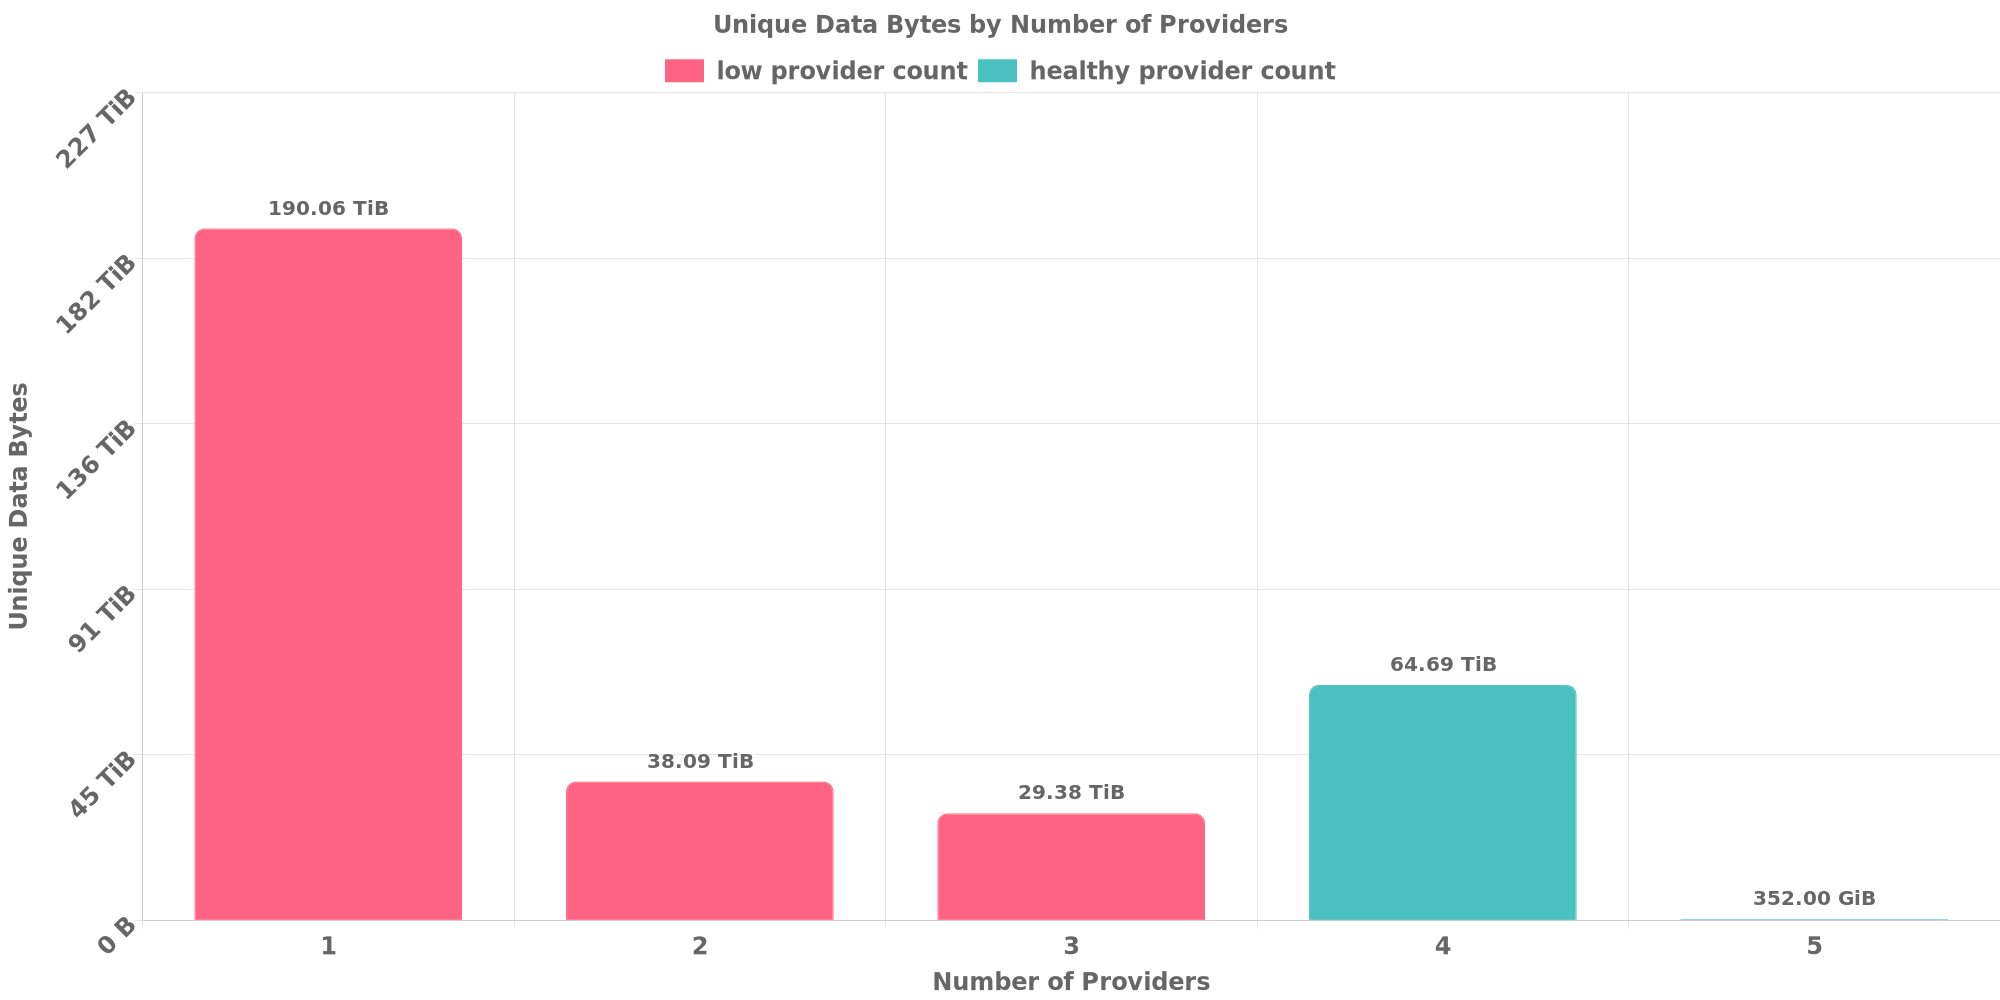 Unique Data Bytes by Number of Providers
low provider count healthy provider count
227 TiB
182 TiB
136 TiB
91 TiB
45 TiB
0 B
Unique Data Bytes
190.06 TiB
38.09 TiB
29.38 TiB
64.69 TiB
352.00 GiB
1 2 3 4 5
Number of Providers